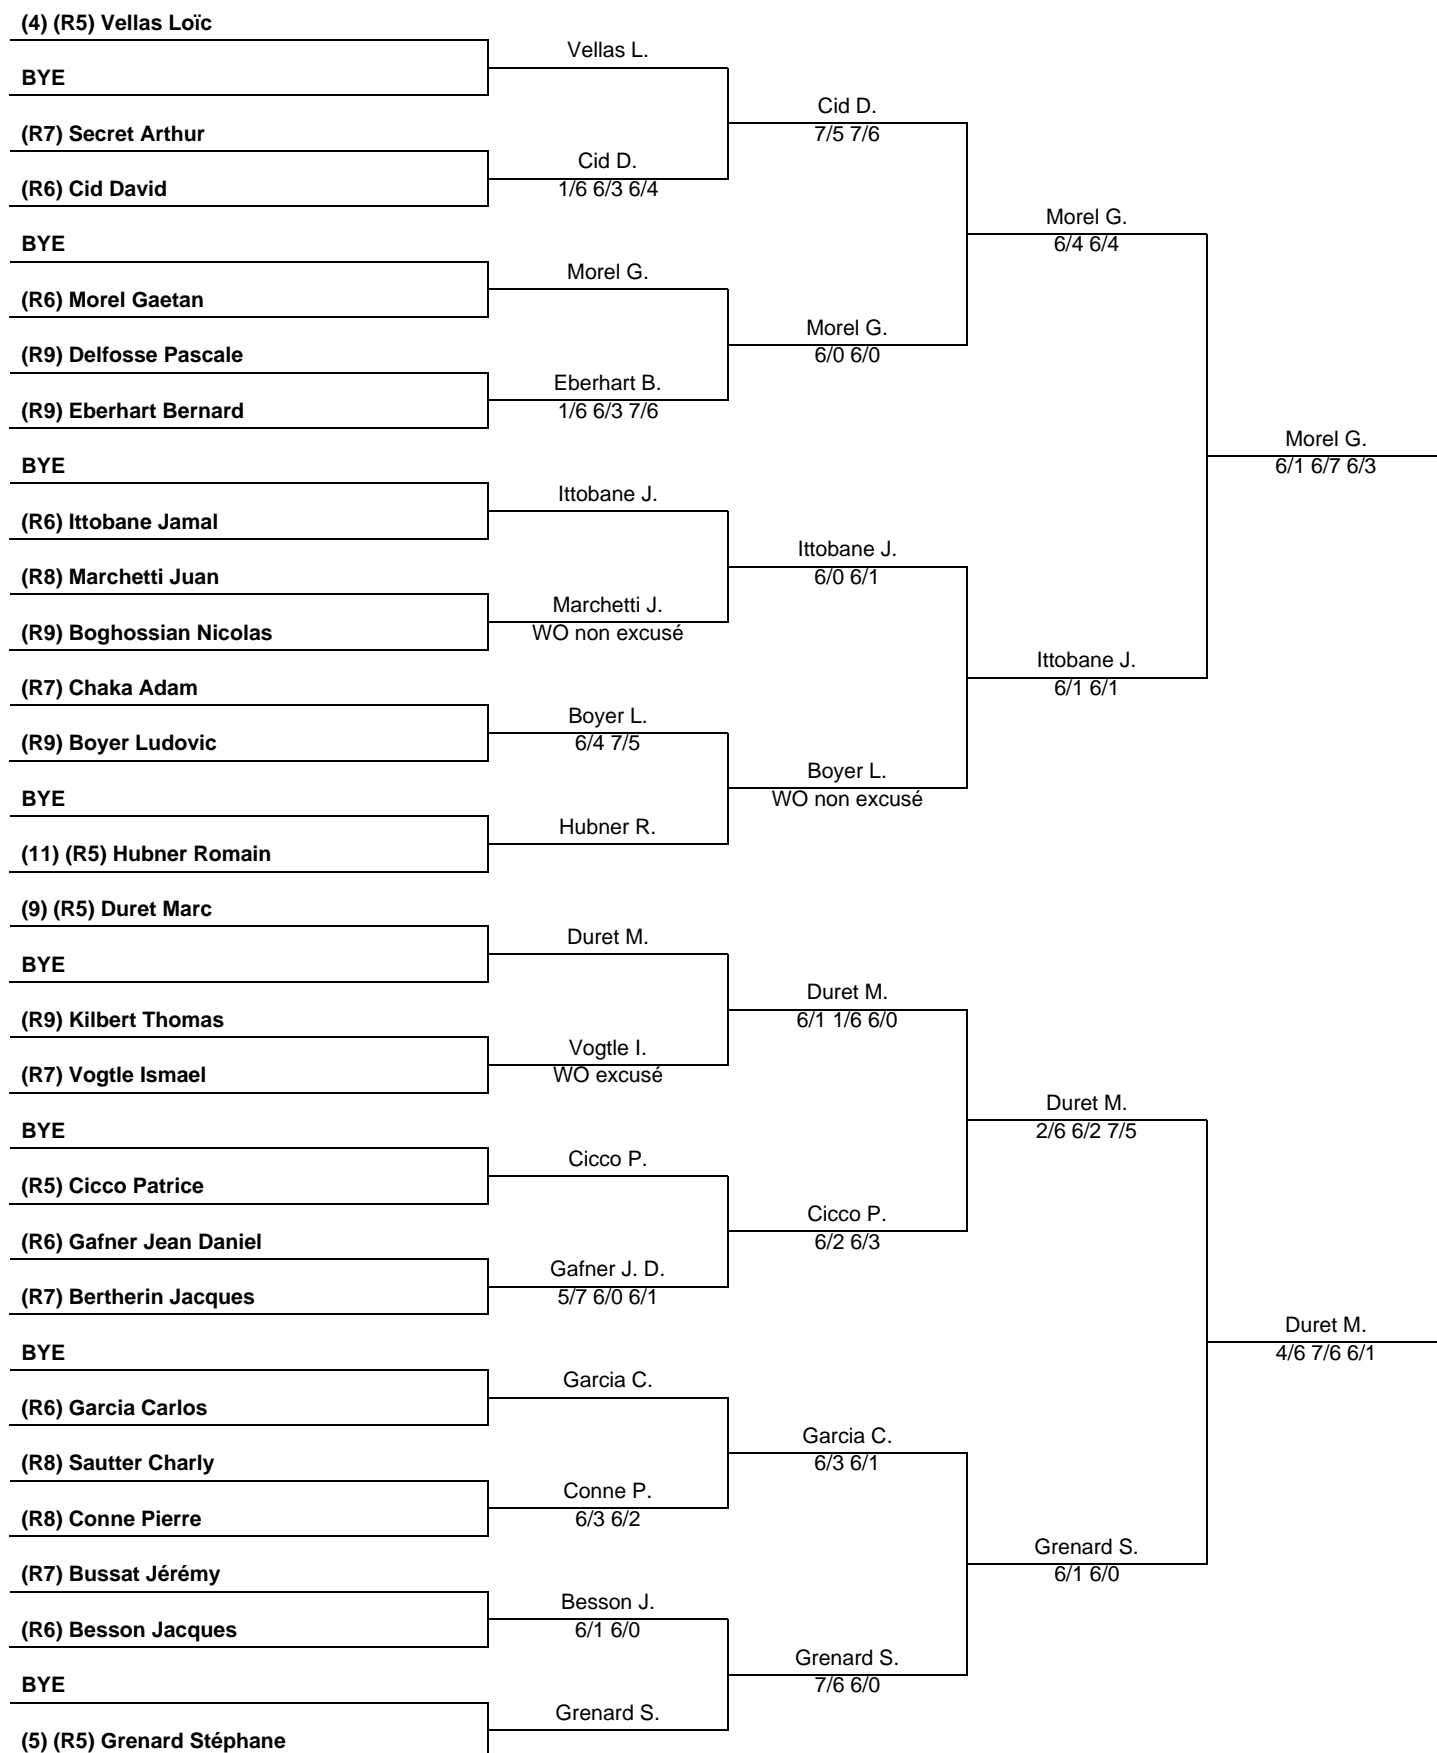 (4) (R5) Vellas Loïc
BYE
(R7) Secret Arthur
(R6) Cid David
BYE
(R6) Morel Gaetan
(R9) Delfosse Pascale
(R9) Eberhart Bernard
BYE
(R6) Ittobane Jamal
(R8) Marchetti Juan
(R9) Boghossian Nicolas
(R7) Chaka Adam
(R9) Boyer Ludovic
BYE
(11) (R5) Hubner Romain
(9) (R5) Duret Marc
BYE
(R9) Kilbert Thomas
(R7) Vogtle Ismael
BYE
(R5) Cicco Patrice
(R6) Gafner Jean Daniel
(R7) Bertherin Jacques
BYE
(R6) Garcia Carlos
(R8) Sautter Charly
(R8) Conne Pierre
(R7) Bussat Jérémy
(R6) Besson Jacques
BYE
(5) (R5) Grenard Stéphane
Vellas L.
Cid D.
1/6 6/3 6/4
Morel G.
Eberhart B.
1/6 6/3 7/6
Ittobane J.
Marchetti J.
WO non excusé
Boyer L.
6/4 7/5
Hubner R.
Duret M.
Vogtle I.
WO excusé
Cicco P.
Gafner J. D.
5/7 6/0 6/1
Garcia C.
Conne P.
6/3 6/2
Besson J.
6/1 6/0
Grenard S.
Cid D.
7/5 7/6
Morel G.
6/0 6/0
Ittobane J.
6/0 6/1
Boyer L.
WO non excusé
Duret M.
6/1 1/6 6/0
Cicco P.
6/2 6/3
Garcia C.
6/3 6/1
Grenard S.
7/6 6/0
Morel G.
6/4 6/4
Ittobane J.
6/1 6/1
Duret M.
2/6 6/2 7/5
Grenard S.
6/1 6/0
Morel G.
6/1 6/7 6/3
Duret M.
4/6 7/6 6/1